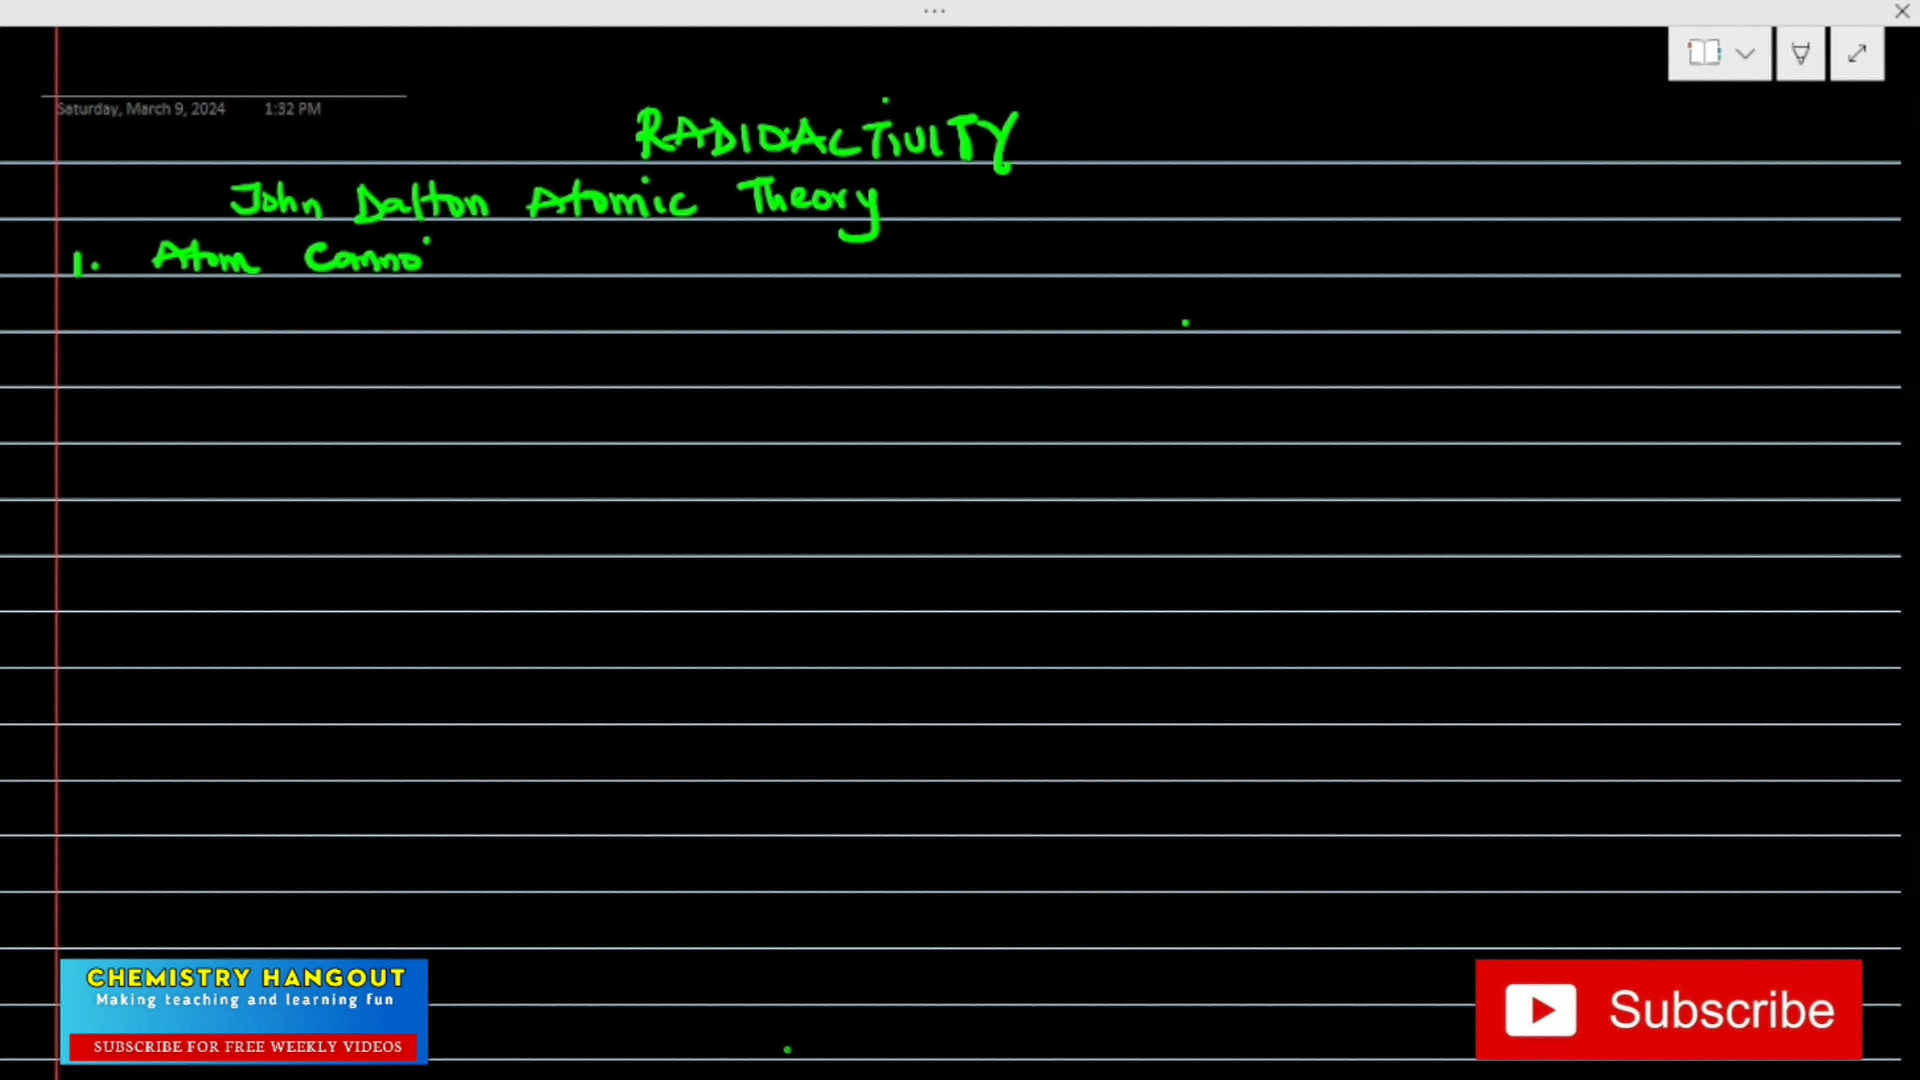 Saturday, March 9, 2024 1:32 PM
RADIOACTIVITY
John Dalton Atomic Theory
1. Atom Canno
CHEMISTRY HANGOUT
Making teaching and learning fun
SUBSCRIBE FOR FREE WEEKLY VIDEOS
Subscribe